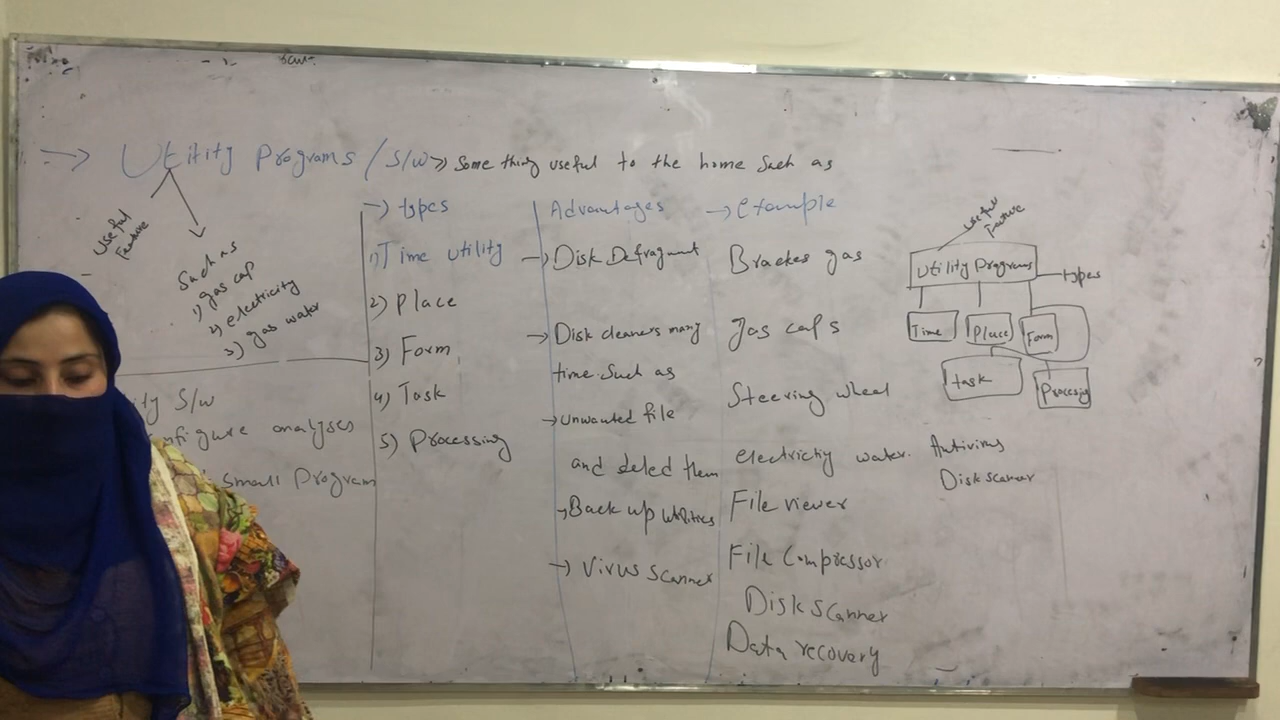 → Utility Programs / S/w => Some thing useful to the home Such as
Useful
Feature
Such as
1) gas cap
2) electricity
3) gas water
ity S/w
nfigure analyses
Small Program
→ types
1) Time utility
2) Place
3) Form
4) Task
5) Processing
Advantages
→ Disk Defragment
→ Disk cleaners many
time such as
→ Unwanted file
and deled them
→ Back up utilities
→ Virus scanner
→ example
Brackes gas
gas caps
Steering wheel
electrictiy water. Antivirus
Disk scanner
File viewer
File Compressor
Disk scanner
Data recovery
Useful
Feature
Utility Programs
types
Time
Place
Form
task
Procesing